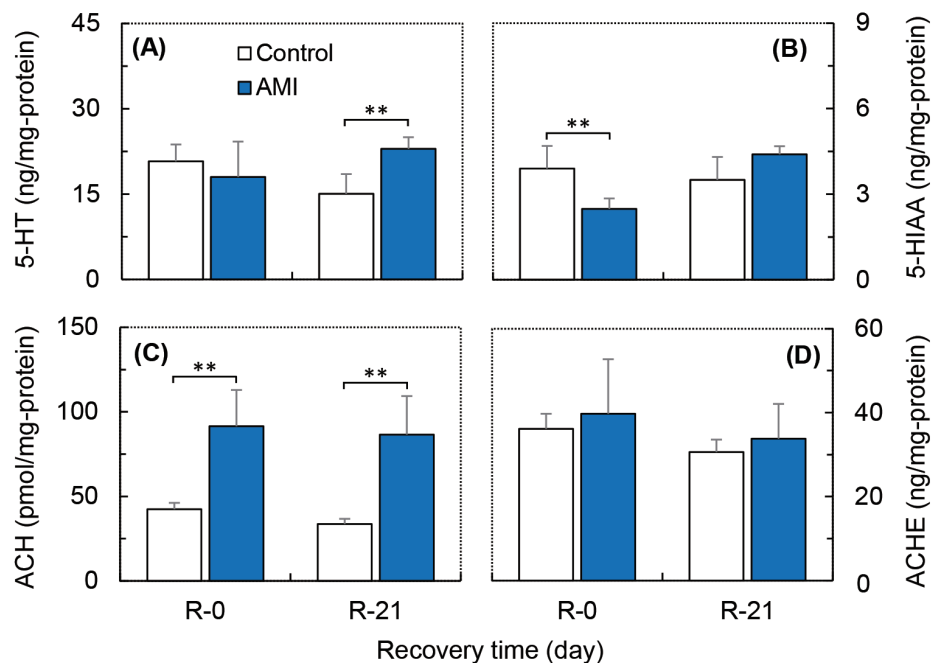 (A)
Control
AMI
**
5-HT (ng/mg-protein)
45
30
15
0
(B)
**
5-HIAA (ng/mg-protein)
9
6
3
0
(C)
**
**
ACH (pmol/mg-protein)
150
100
50
0
R-0
R-21
(D)
ACHE (ng/mg-protein)
60
40
20
0
R-0
R-21
Recovery time (day)